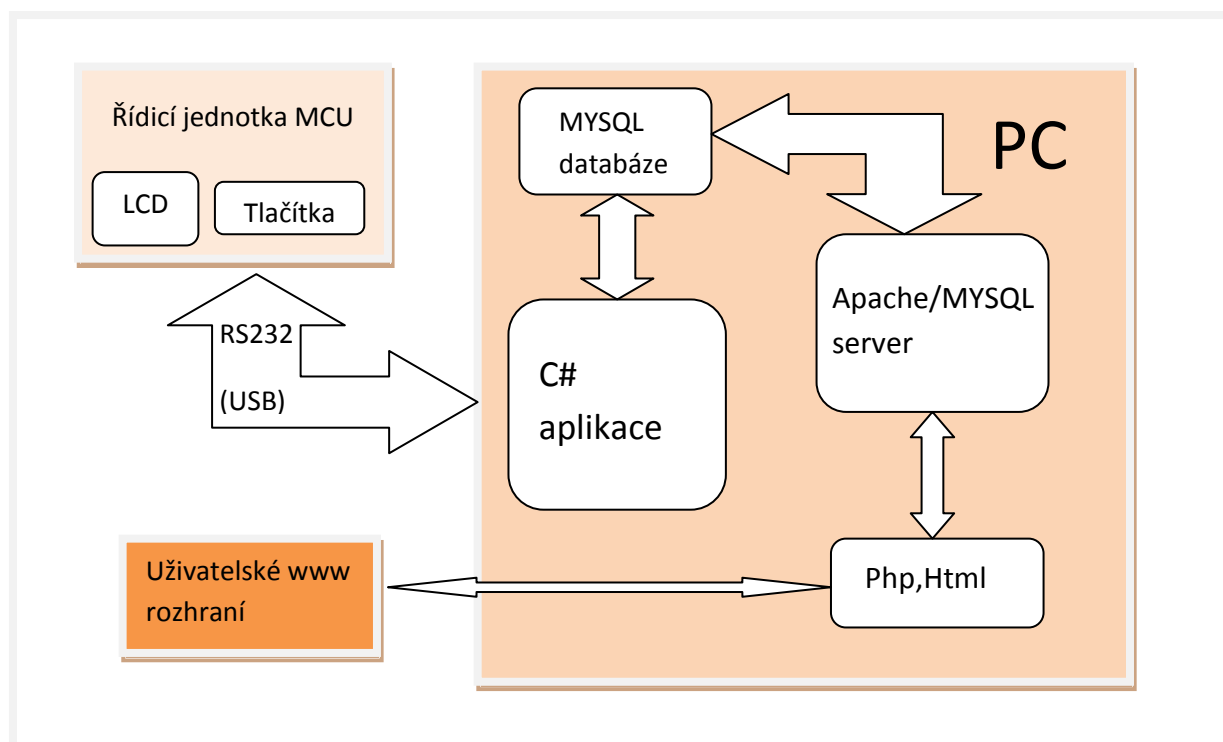 Řídicí jednotka MCU
LCD
Tlačítka
RS232
(USB)
Uživatelské www
rozhraní
PC
MYSQL
databáze
C#
aplikace
Apache/MYSQL
server
Php,Html